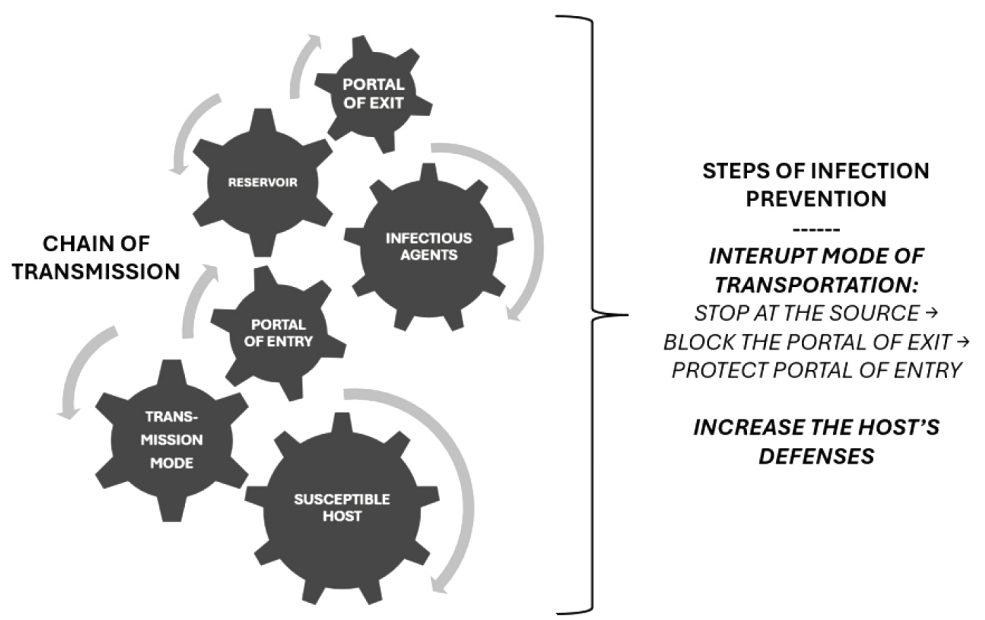 CHAIN OF
TRANSMISSION
PORTAL
OF EXIT
RESERVOIR
INFECTIOUS
AGENTS
PORTAL
OF ENTRY
TRANS-
MISSION
MODE
SUSCEPTIBLE
HOST
STEPS OF INFECTION
PREVENTION
------
INTERUPT MODE OF
TRANSPORTATION:
STOP AT THE SOURCE →
BLOCK THE PORTAL OF EXIT →
PROTECT PORTAL OF ENTRY
INCREASE THE HOST'S
DEFENSES